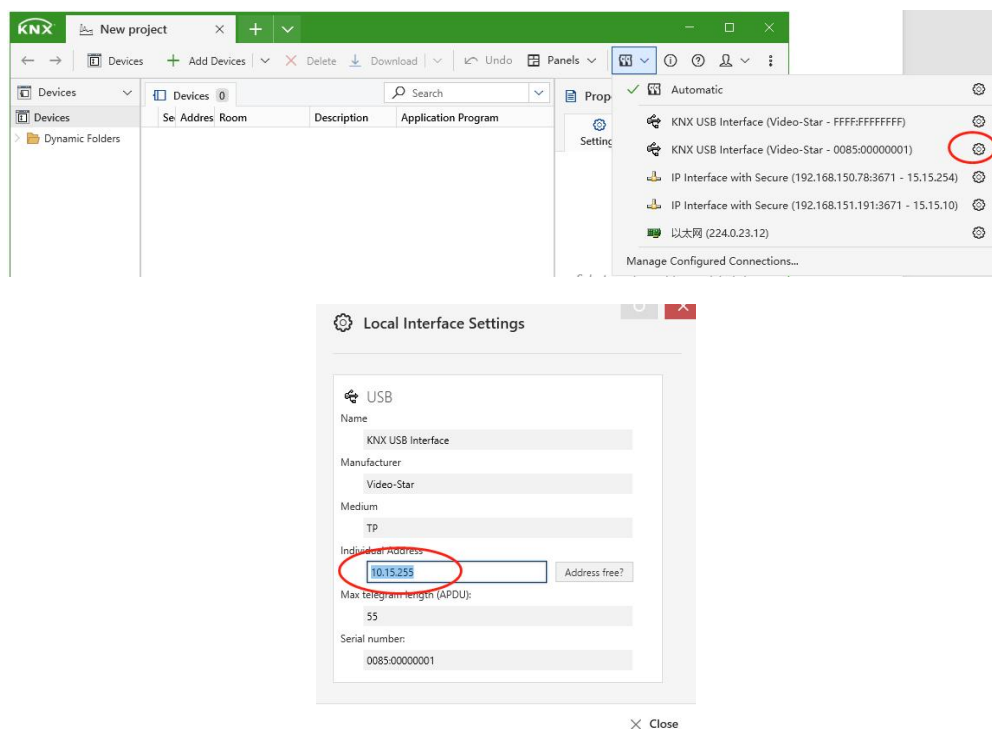 KNX New project
Devices Add Devices Delete Download Undo Panels
Devices Devices 0 Search Prop
Devices Se Addres Room Description Application Program
Dynamic Folders Setting
Automatic
KNX USB Interface (Video-Star - FFFF:FFFFFFFF)
KNX USB Interface (Video-Star - 0085:00000001)
IP Interface with Secure (192.168.150.78:3671 - 15.15.254)
IP Interface with Secure (192.168.151.191:3671 - 15.15.10)
以太网 (224.0.23.12)
Manage Configured Connections...
Local Interface Settings
USB
Name
KNX USB Interface
Manufacturer
Video-Star
Medium
TP
Individual Address
10.15.255 Address free?
Max telegram length (APDU):
55
Serial number:
0085:00000001
Close